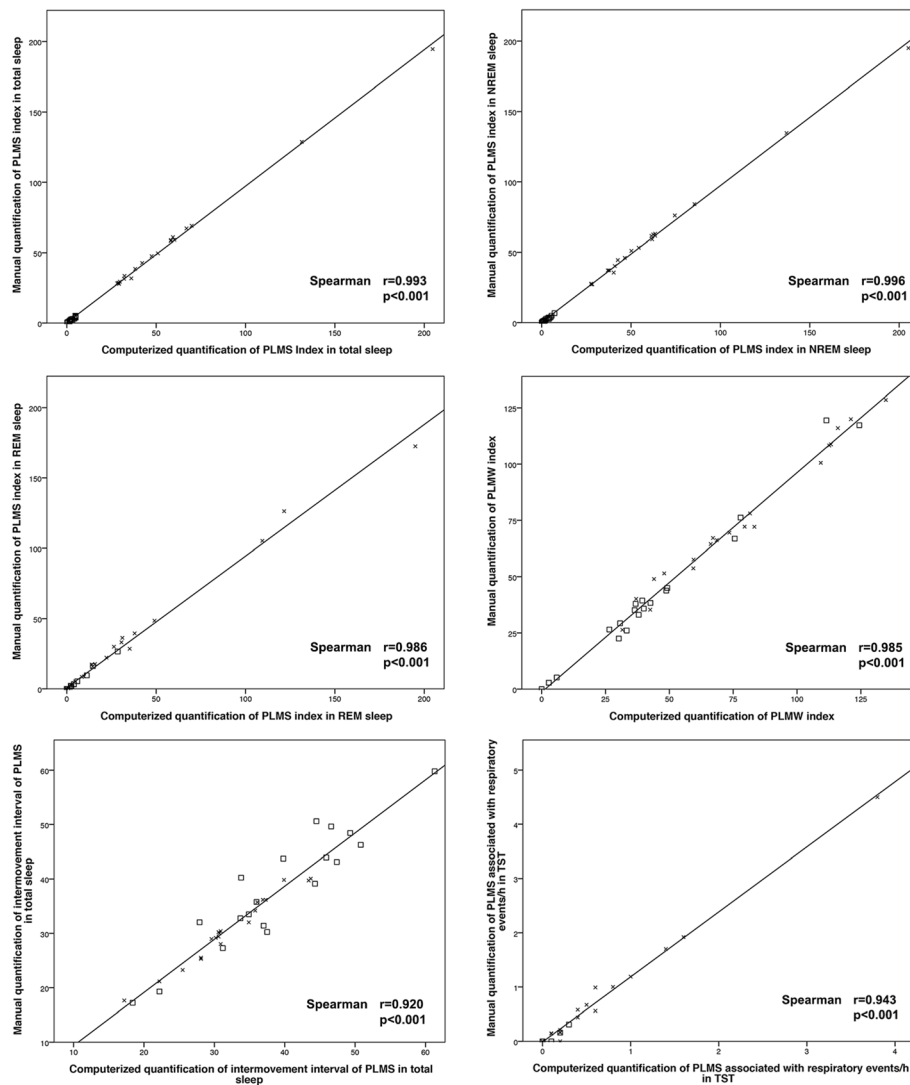 Manual quantification of PLMS index in total sleep
200
150
100
50
0
Spearman r=0.993
p<0.001
0 50 100 150 200
Computerized quantification of PLMS Index in total sleep
Manual quantification of PLMS index in NREM sleep
200
150
100
50
0
Spearman r=0.996
p<0.001
0 50 100 150 200
Computerized quantification of PLMS index in NREM sleep
Manual quantification of PLMS index in REM sleep
200
150
100
50
0
Spearman r=0.986
p<0.001
0 50 100 150 200
Computerized quantification of PLMS index in REM sleep
Manual quantification of PLMW index
125
100
75
50
25
0
Spearman r=0.985
p<0.001
0 25 50 75 100 125
Computerized quantification of PLMW index
Manual quantification of intermovement interval of PLMS
in total sleep
60
50
40
30
20
10
Spearman r=0.920
p<0.001
10 20 30 40 50 60
Computerized quantification of intermovement interval of PLMS in total
sleep
Manual quantification of PLMS associated with respiratory
events/h in TST
5
4
3
2
1
0
Spearman r=0.943
p<0.001
0 1 2 3 4
Computerized quantification of PLMS associated with respiratory events/h
in TST